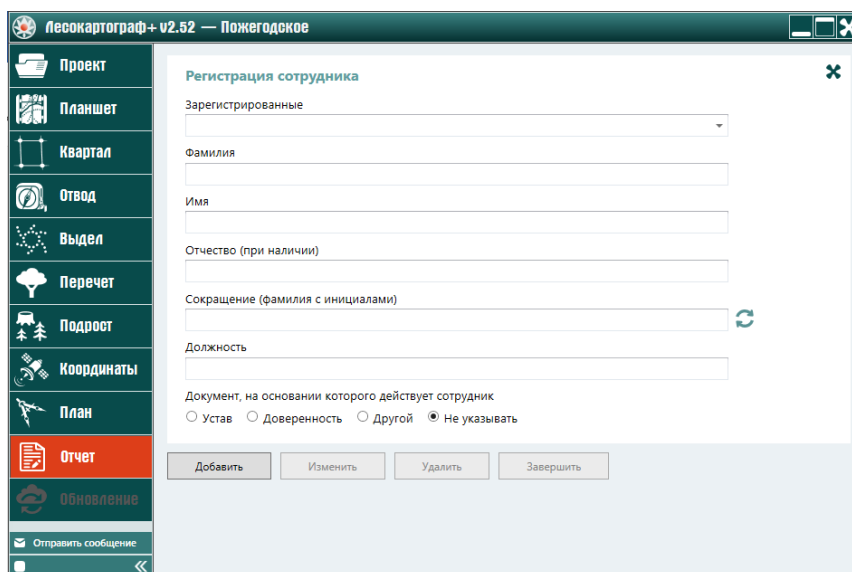 Лесокартограф+ v2.52 — Пожегодское
Проект
Планшет
Квартал
Отвод
Выдел
Перечет
Подрост
Координаты
План
Отчет
Обновление
Отправить сообщение
Регистрация сотрудника
Зарегистрированные
Фамилия
Имя
Отчество (при наличии)
Сокращение (фамилия с инициалами)
Должность
Документ, на основании которого действует сотрудник
Устав Доверенность Другой Не указывать
Добавить Изменить Удалить Завершить